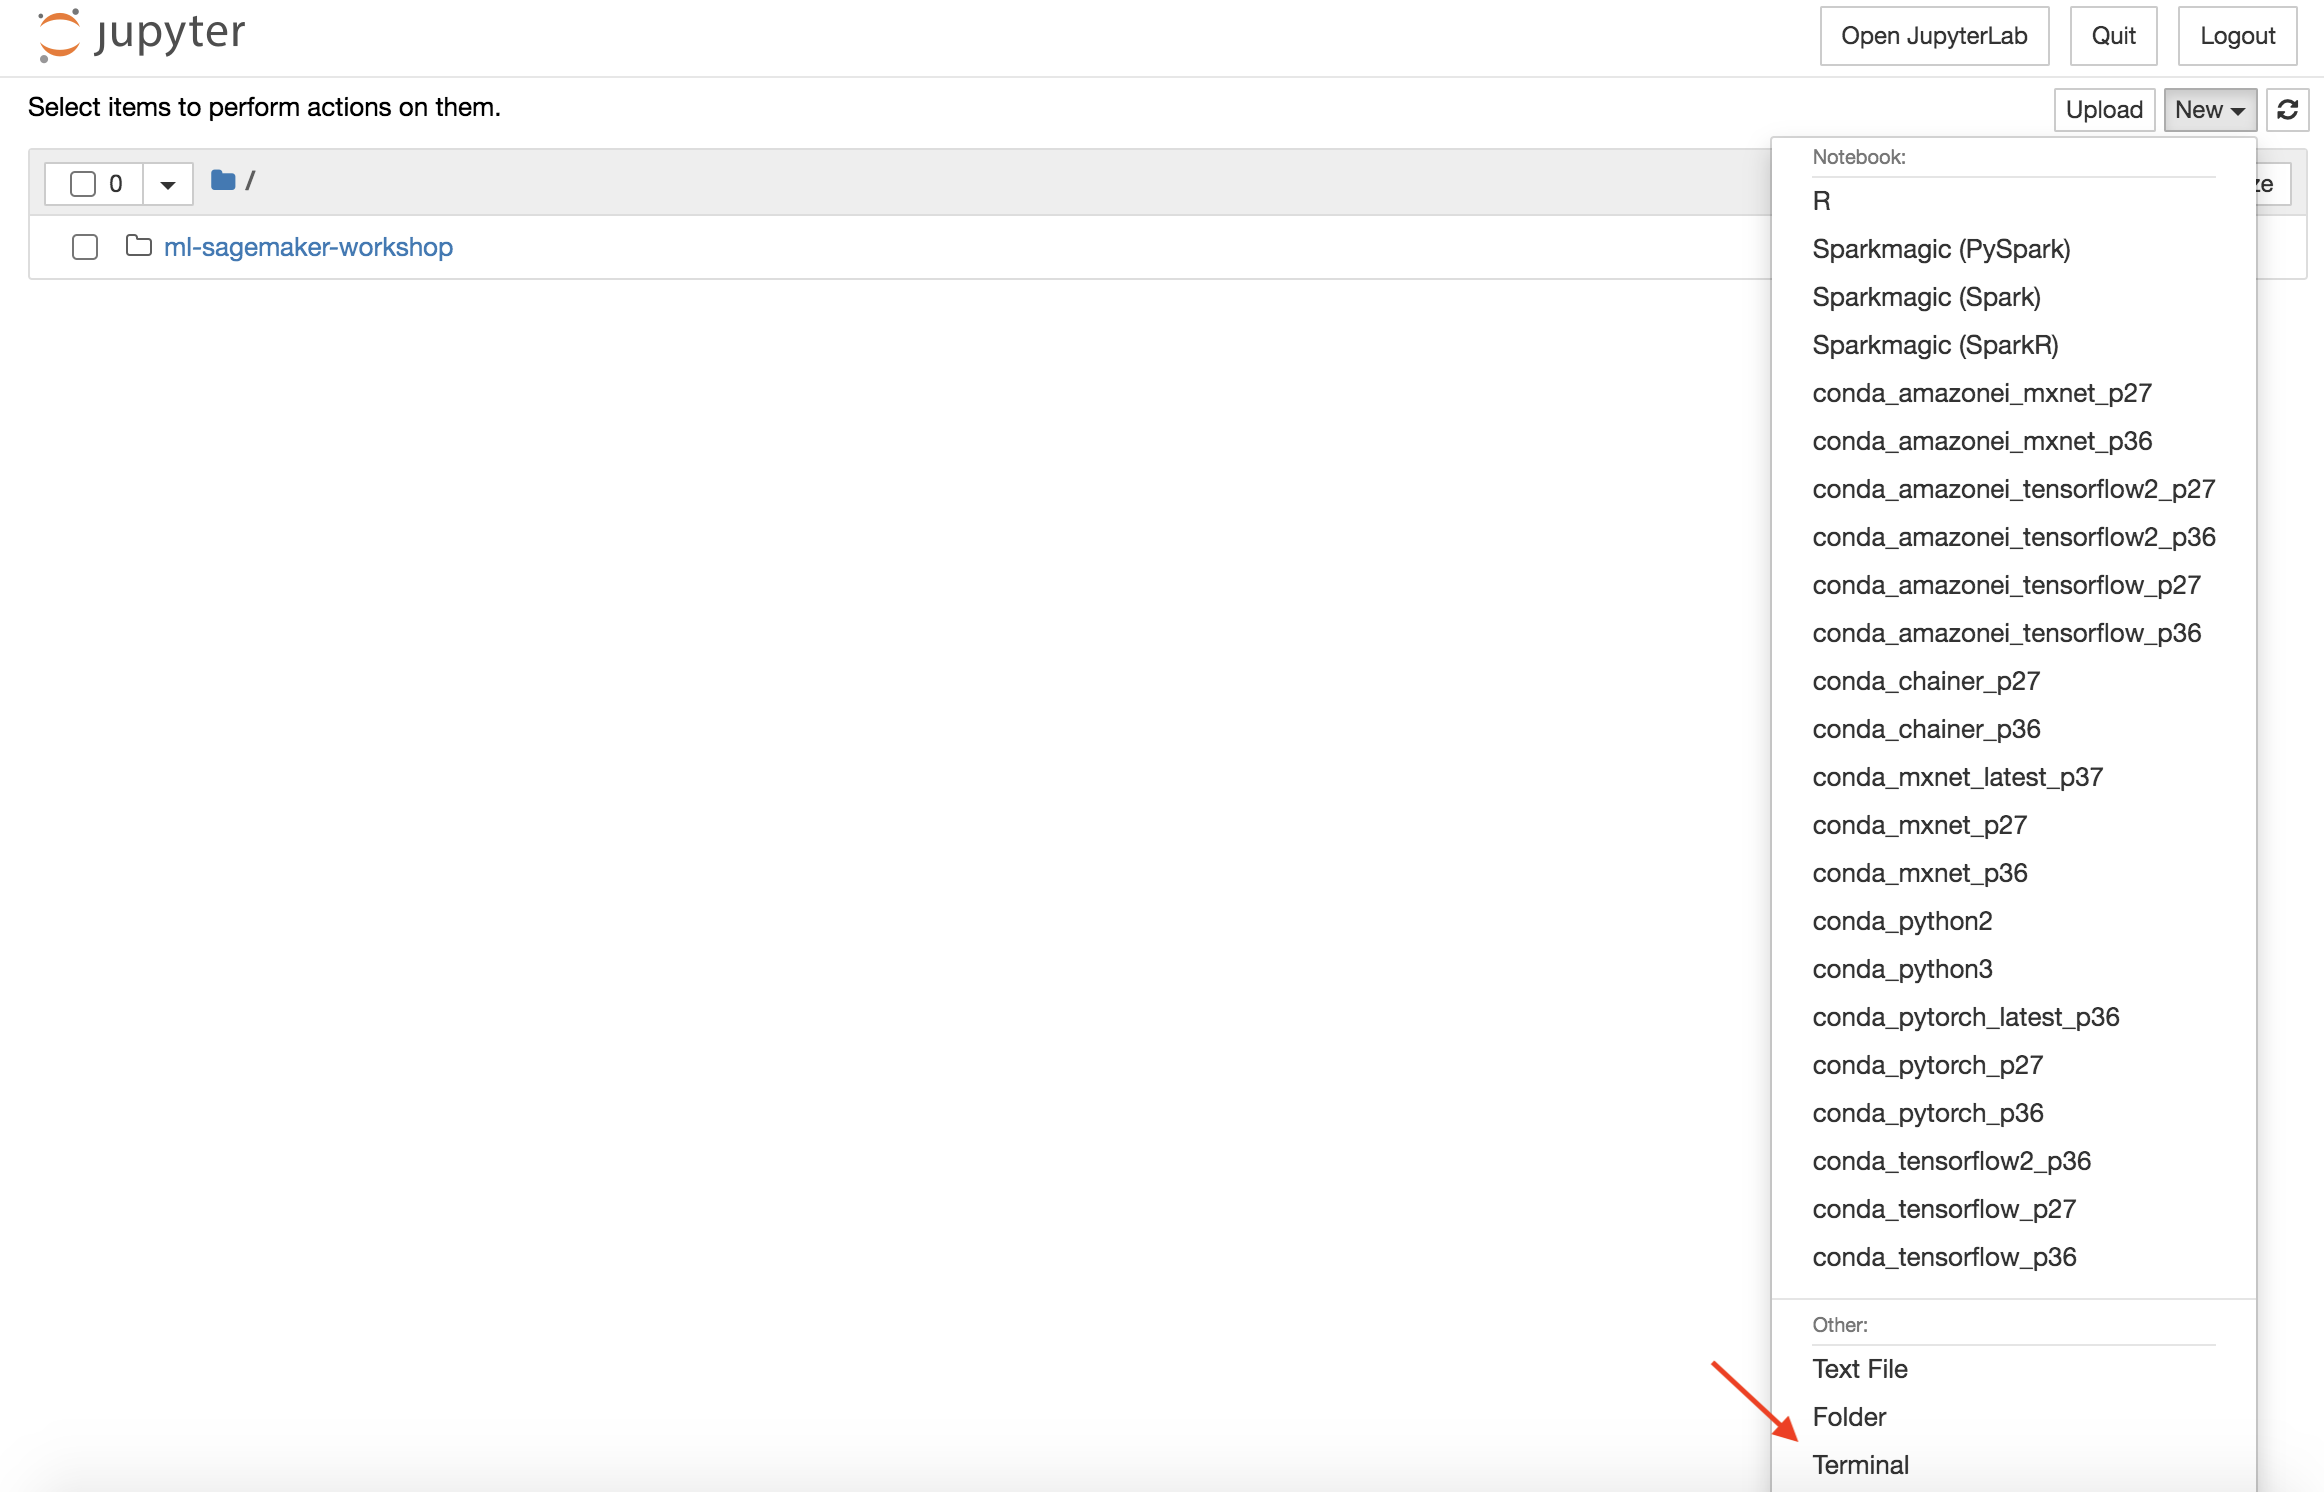 jupyter
Open JupyterLab
Quit
Logout
Select items to perform actions on them.
Upload
New
0
/
ze
ml-sagemaker-workshop
Notebook:
R
Sparkmagic (PySpark)
Sparkmagic (Spark)
Sparkmagic (SparkR)
conda_amazonei_mxnet_p27
conda_amazonei_mxnet_p36
conda_amazonei_tensorflow2_p27
conda_amazonei_tensorflow2_p36
conda_amazonei_tensorflow_p27
conda_amazonei_tensorflow_p36
conda_chainer_p27
conda_chainer_p36
conda_mxnet_latest_p37
conda_mxnet_p27
conda_mxnet_p36
conda_python2
conda_python3
conda_pytorch_latest_p36
conda_pytorch_p27
conda_pytorch_p36
conda_tensorflow2_p36
conda_tensorflow_p27
conda_tensorflow_p36
Other:
Text File
Folder
Terminal